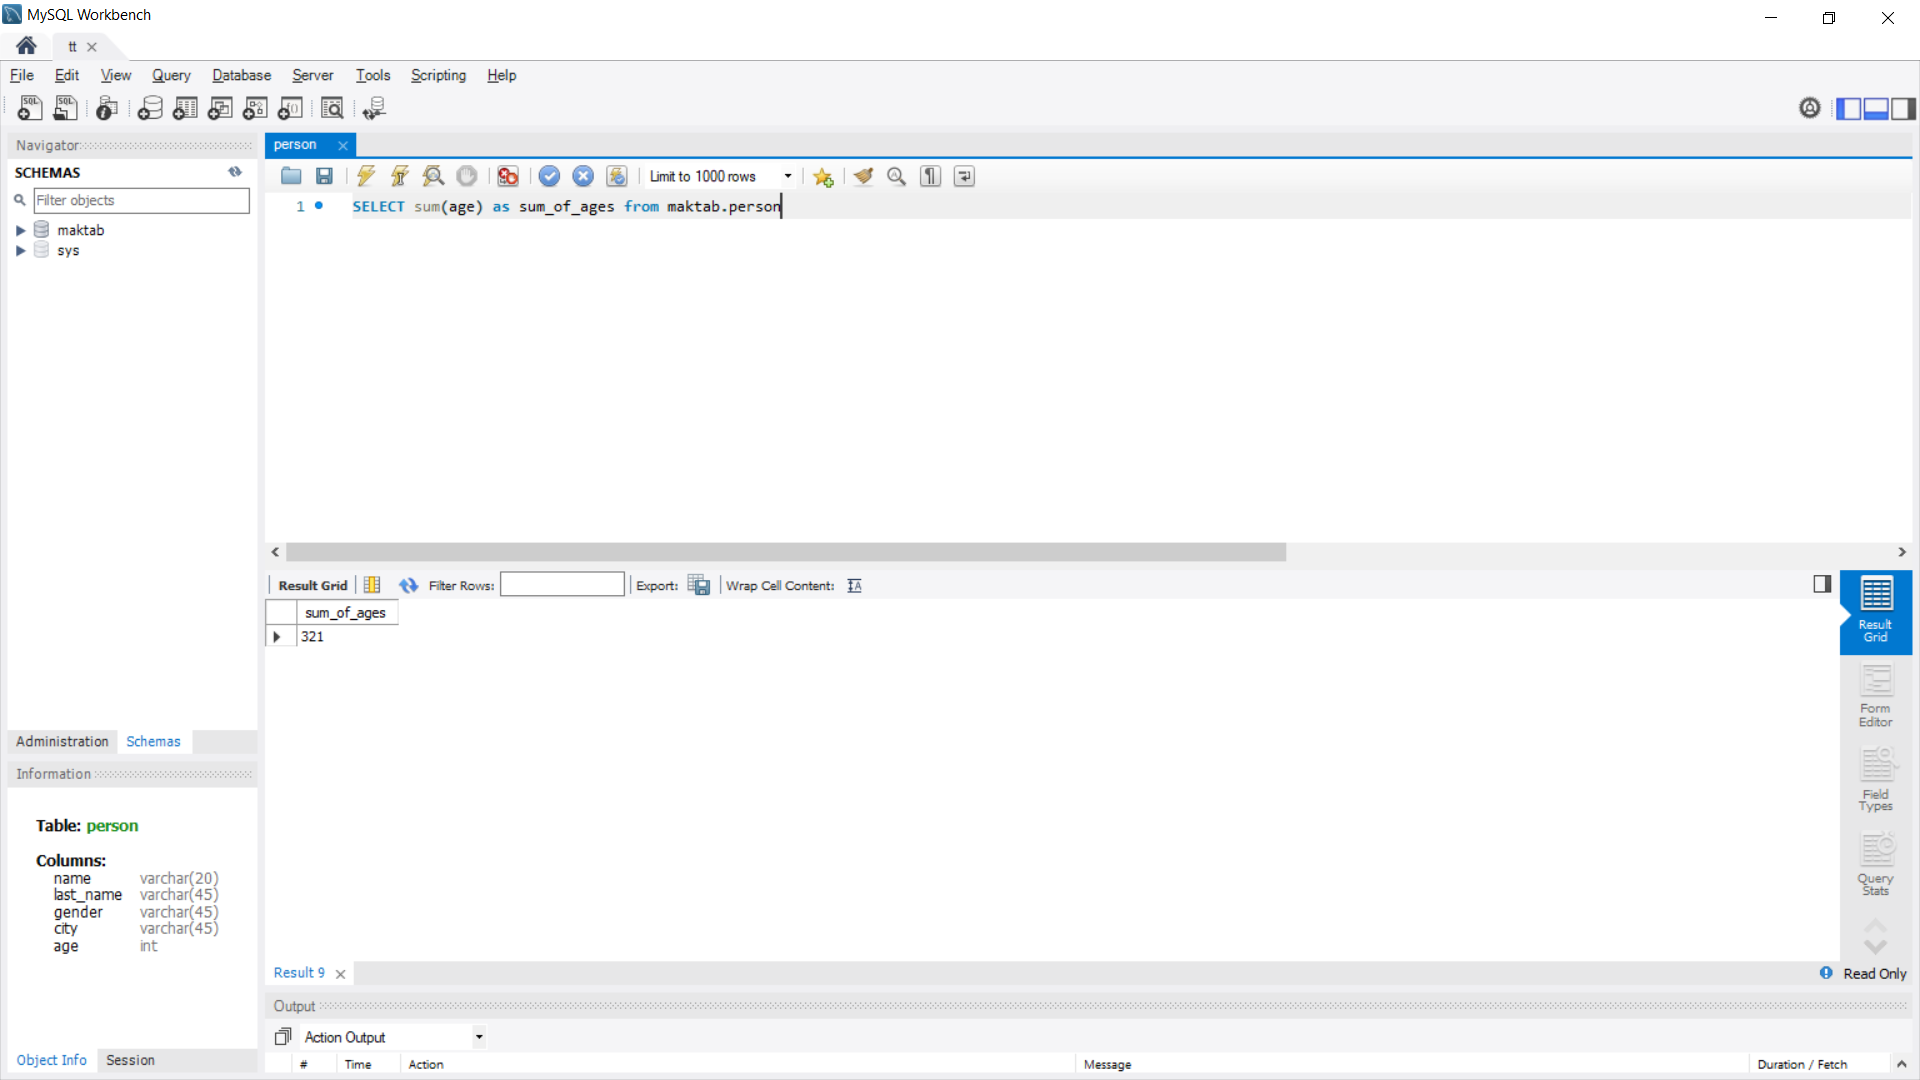 MySQL Workbench
tt
File Edit View Query Database Server Tools Scripting Help
Navigator
SCHEMAS
Filter objects
maktab
sys
Administration Schemas
Information
Table: person
Columns:
name varchar(20)
last_name varchar(45)
gender varchar(45)
city varchar(45)
age int
Object Info Session
person
Limit to 1000 rows
1 SELECT sum(age) as sum_of_ages from maktab.person
Result Grid Filter Rows: Export: Wrap Cell Content:
sum_of_ages
321
Result
Grid
Form
Editor
Field
Types
Query
Stats
Result 9
Read Only
Output
Action Output
# Time Action Message Duration / Fetch